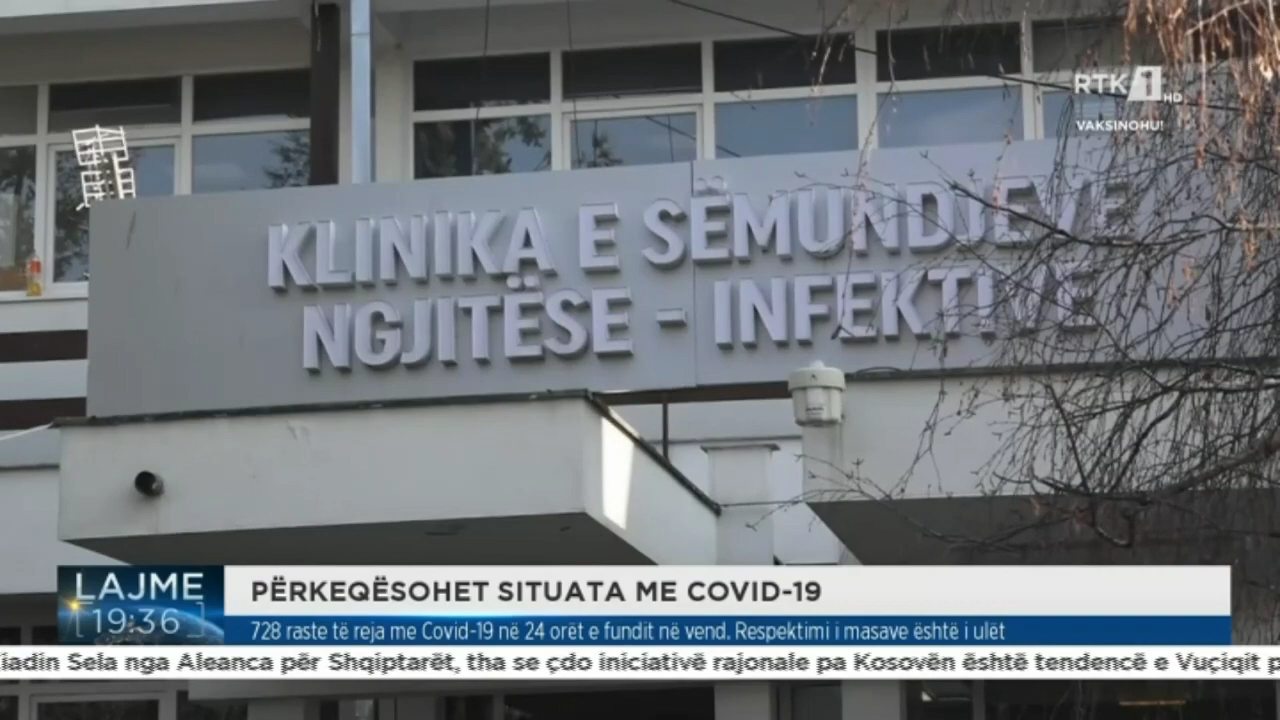 RTK 1 HD
VAKSINOHU!
KLINIKA E SËMUNDJEVE
NGJITËSE - INFEKTIVE
LAJME
19:36
PËRKEQËSOHET SITUATA ME COVID-19
728 raste të reja me Covid-19 në 24 orët e fundit në vend. Respektimi i masave është i ulët
Sela nga Aleanca për Shqiptarët, tha se çdo iniciativë rajonale pa Kosovën është tendencë e Vuçiqit